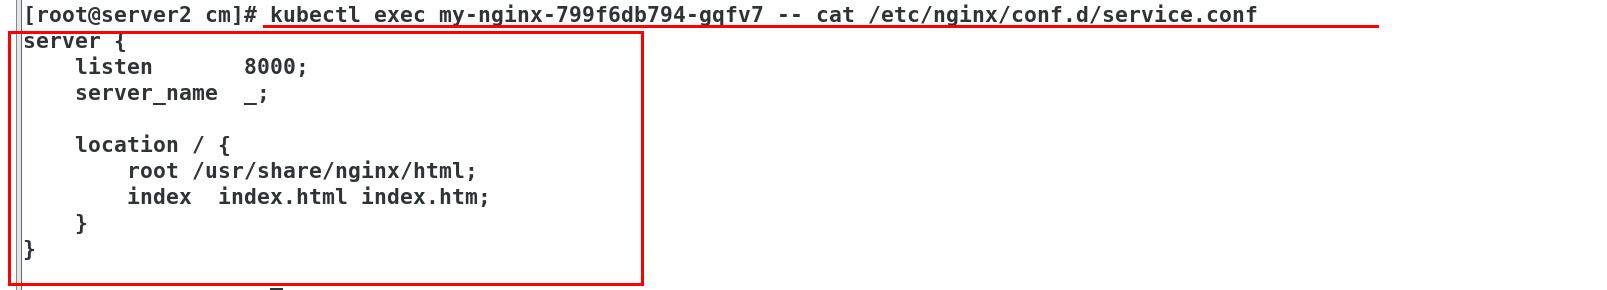 [root@server2 cm]# kubectl exec my-nginx-799f6db794-gqfv7 -- cat /etc/nginx/conf.d/service.conf
server {
    listen       8000;
    server_name  _;

    location / {
        root /usr/share/nginx/html;
        index  index.html index.htm;
    }
}